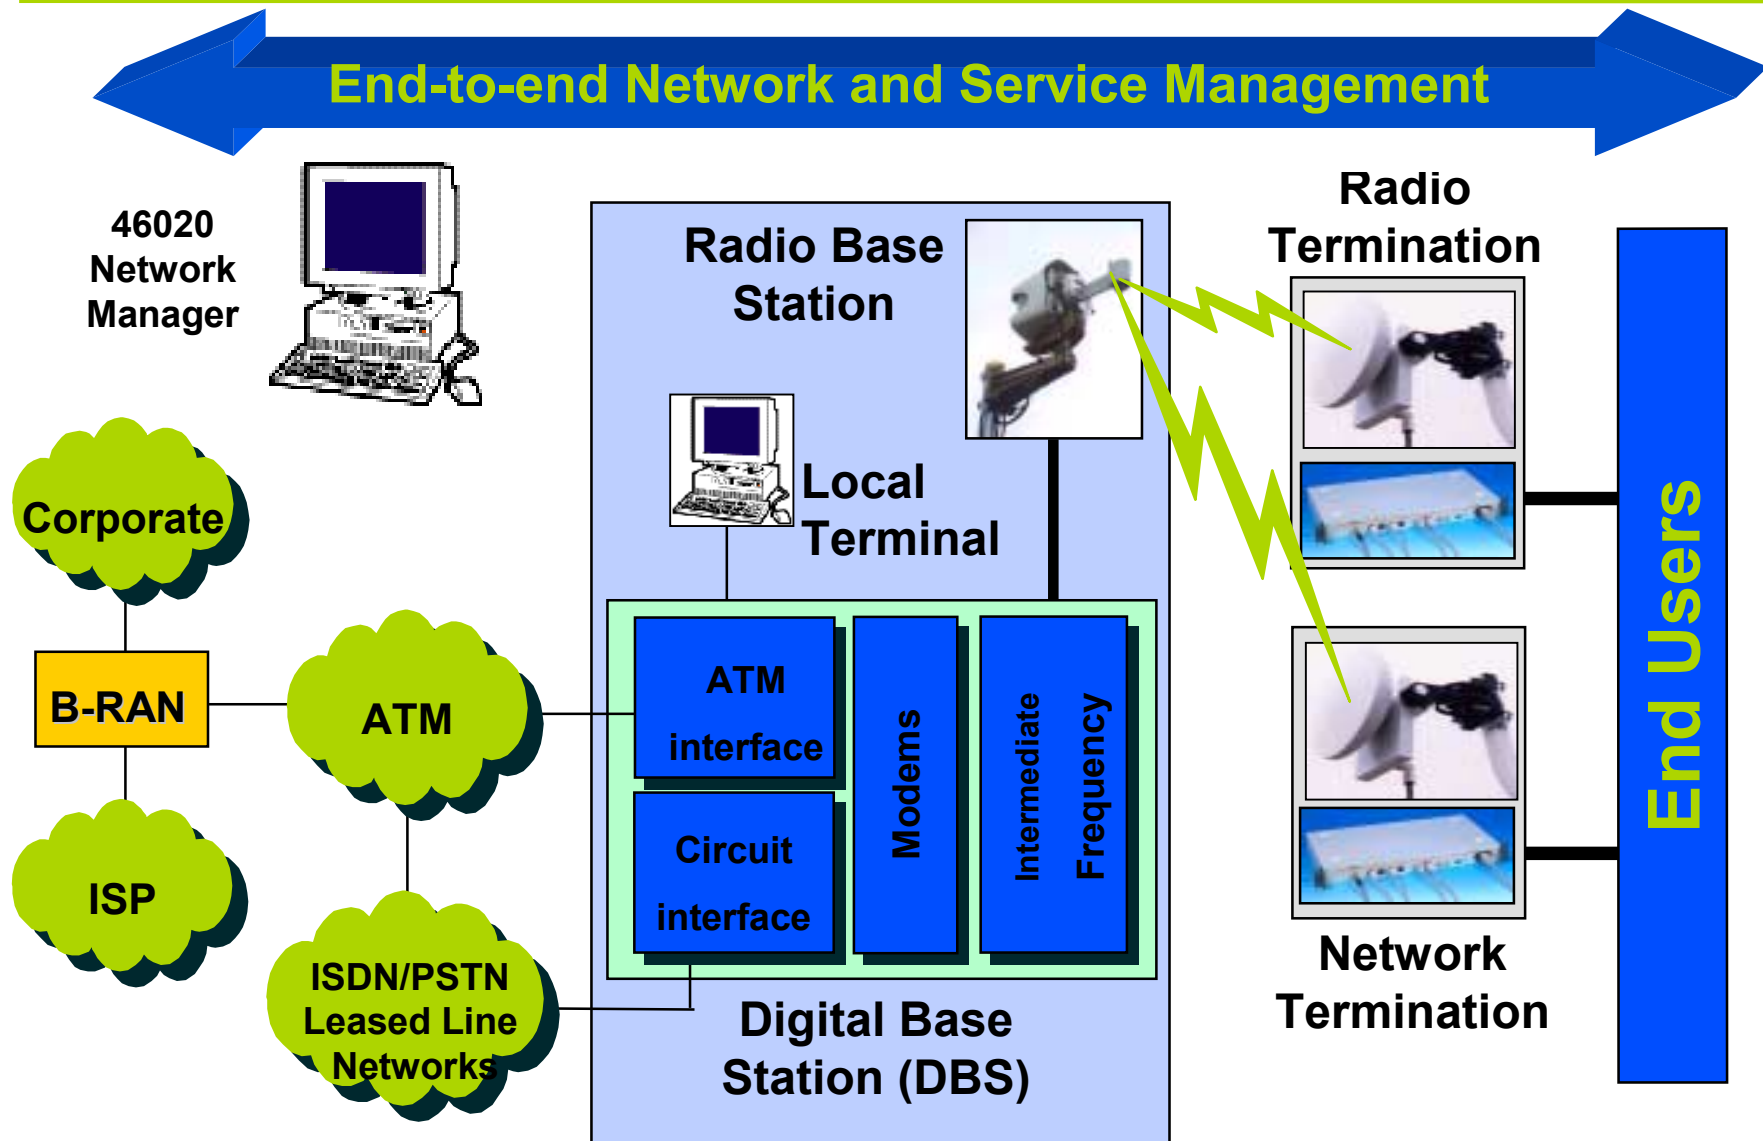 End-to-end Network and Service Management
46020
Network
Manager
Radio Base
Station
Radio
Termination
Local
Terminal
Corporate
B-RAN
ATM
ISP
ISDN/PSTN
Leased Line
Networks
ATM
interface
Circuit
interface
Modems
Intermediate
Frequency
Digital Base
Station (DBS)
Network
Termination
End Users